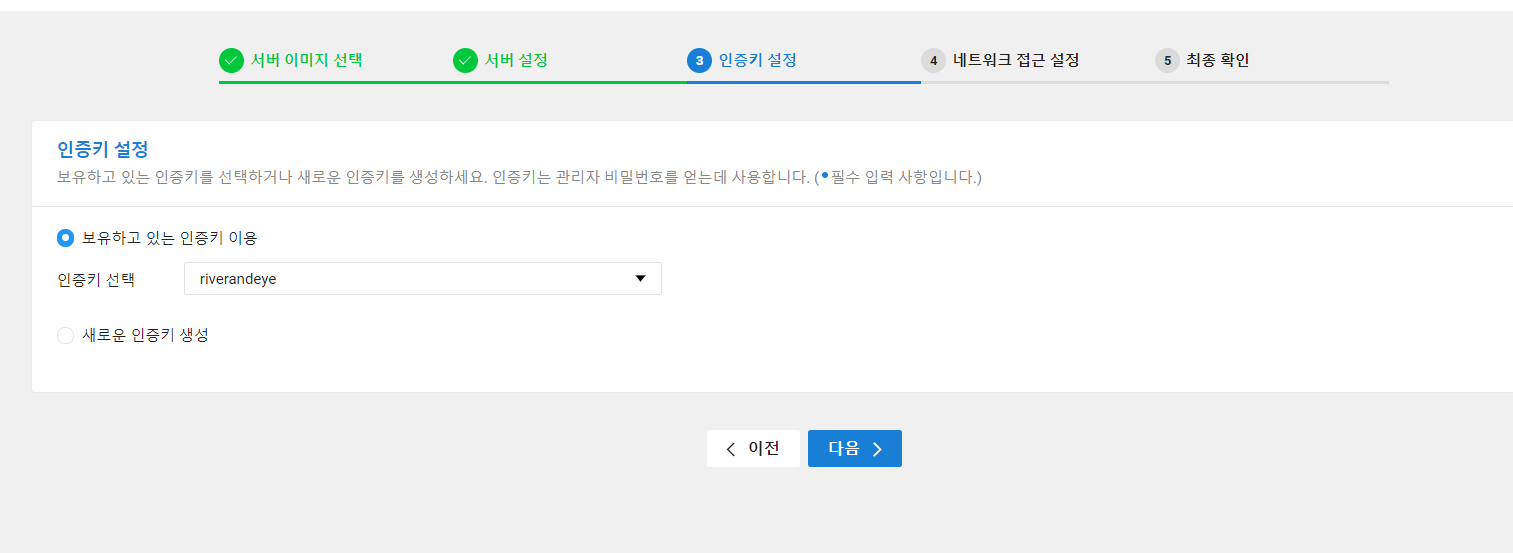 서버 이미지 선택
서버 설정
3 인증키 설정
4 네트워크 접근 설정
5 최종 확인
인증키 설정
보유하고 있는 인증키를 선택하거나 새로운 인증키를 생성하세요. 인증키는 관리자 비밀번호를 얻는데 사용합니다. (•필수 입력 사항입니다.)
보유하고 있는 인증키 이용
인증키 선택 riverandeye
새로운 인증키 생성
이전 다음